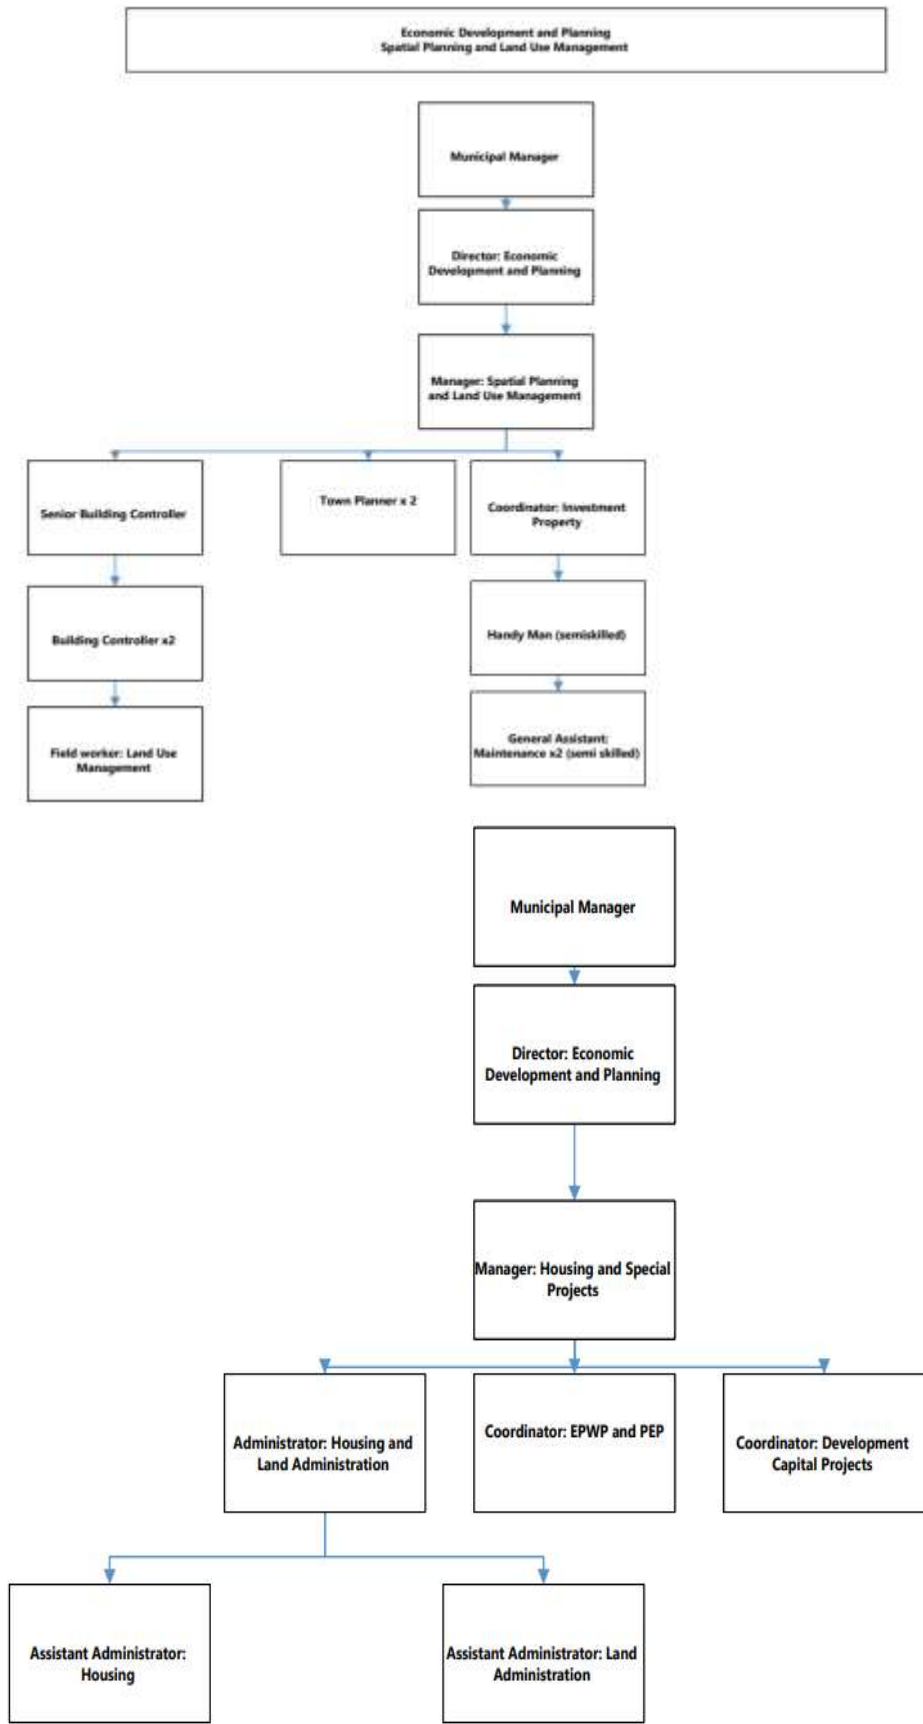 Economic Development and Planning
Spatial Planning and Land Use Management
Municipal Manager
Director: Economic
Development and Planning
Manager: Spatial Planning
and Land Use Management
Senior Building Controller
Town Planner x 2
Coordinator: Investment
Property
Building Controller x2
Handy Man (semiskilled)
Field worker: Land Use
Management
General Assistant:
Maintenance x2 (semi skilled)
Municipal Manager
Director: Economic
Development and Planning
Manager: Housing and Special
Projects
Administrator: Housing and
Land Administration
Coordinator: EPWP and PEP
Coordinator: Development
Capital Projects
Assistant Administrator:
Housing
Assistant Administrator: Land
Administration